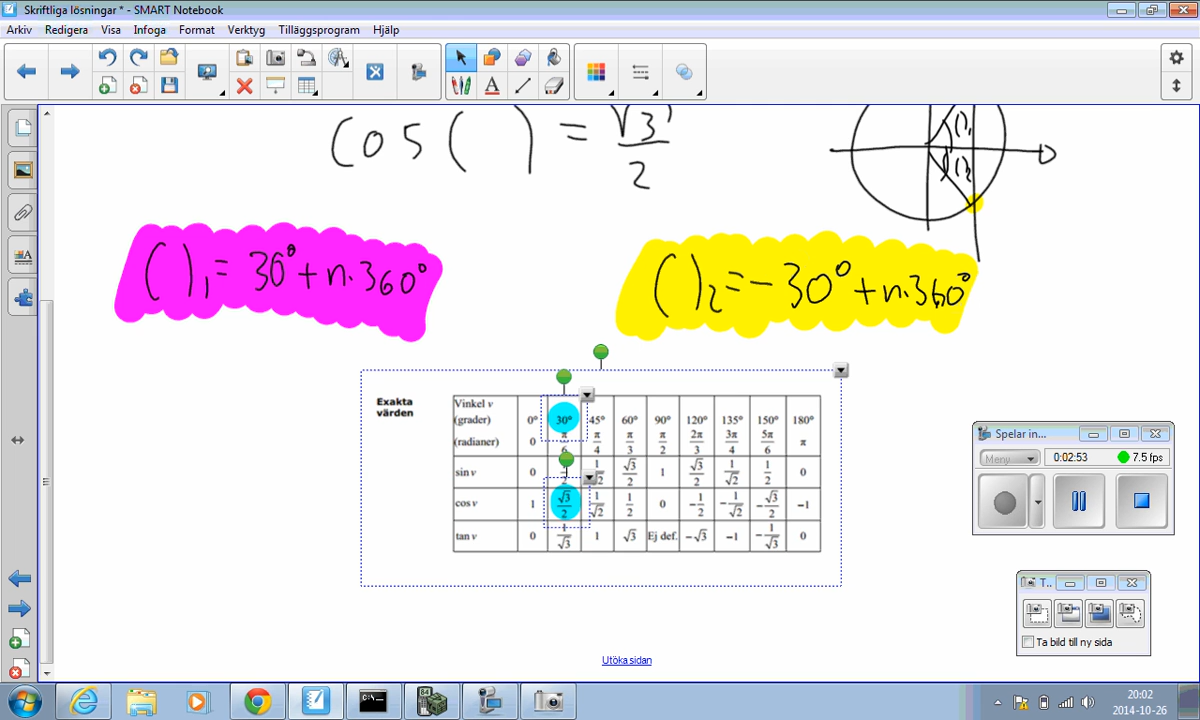 Skriftliga lösningar * - SMART Notebook
Arkiv Redigera Visa Infoga Format Verktyg Tilläggsprogram Hjälp
cos ( ) = √3/2
( )₁ ( )₂
( )₁ = 30° + n·360°
( )₂ = -30° + n·360°
Exakta värden
Vinkel v
(grader) 0° 30° 45° 60° 90° 120° 135° 150° 180°
(radianer) 0 π/6 π/4 π/3 π/2 2π/3 3π/4 5π/6 π
sin v 0 2 1/√2 √3/2 1 √3/2 1/√2 1/2 0
cos v 1 √3/2 1/√2 1/2 0 -1/2 -1/√2 -√3/2 -1
tan v 0 1/√3 1 √3 Ej def. -√3 -1 -1/√3 0
Spelar in...
Menu
0:02:53 7.5 fps
T..
Ta bild till ny sida
Utöka sidan
84
20:02
2014-10-26